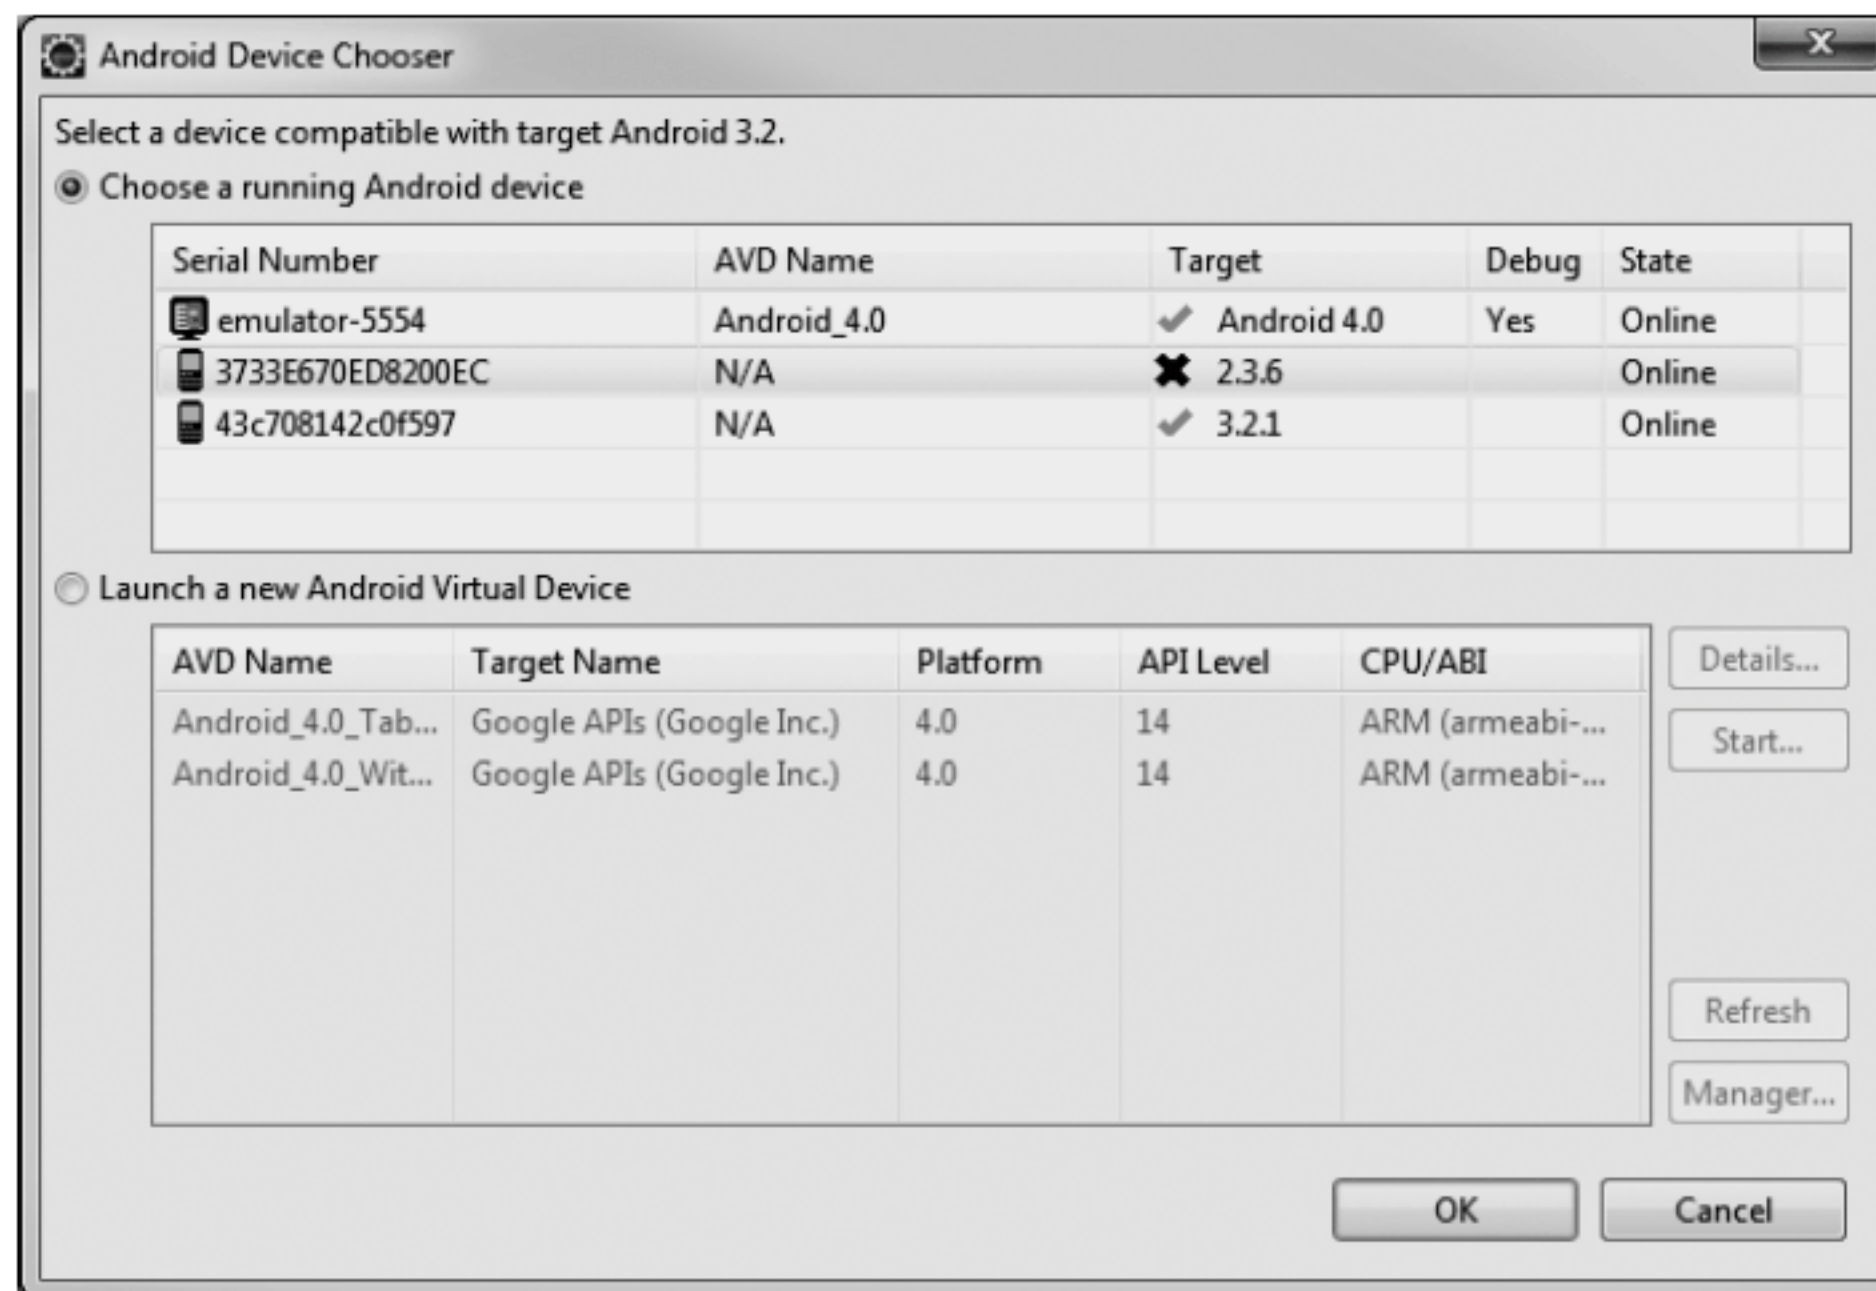 Android Device Chooser
Select a device compatible with target Android 3.2.
Choose a running Android device
Serial Number AVD Name Target Debug State
emulator-5554 Android_4.0 Android 4.0 Yes Online
3733E670ED8200EC N/A 2.3.6 Online
43c708142c0f597 N/A 3.2.1 Online
Launch a new Android Virtual Device
AVD Name Target Name Platform API Level CPU/ABI Details...
Android_4.0_Tab... Google APIs (Google Inc.) 4.0 14 ARM (armeabi-... Start...
Android_4.0_Wit... Google APIs (Google Inc.) 4.0 14 ARM (armeabi-...
Refresh
Manager...
OK Cancel